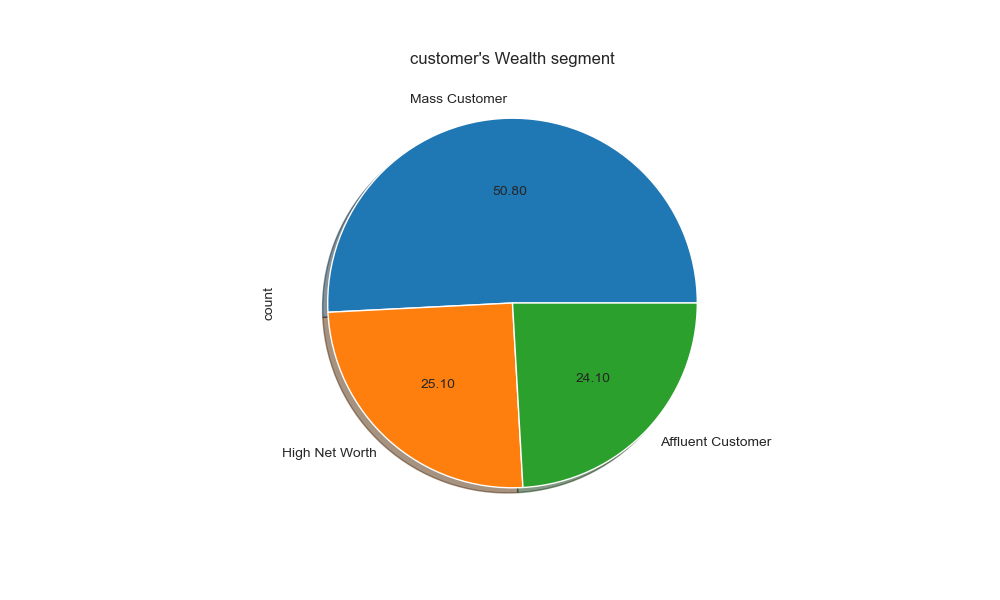 customer's Wealth segment
Mass Customer
50.80
count
25.10
24.10
Affluent Customer
High Net Worth